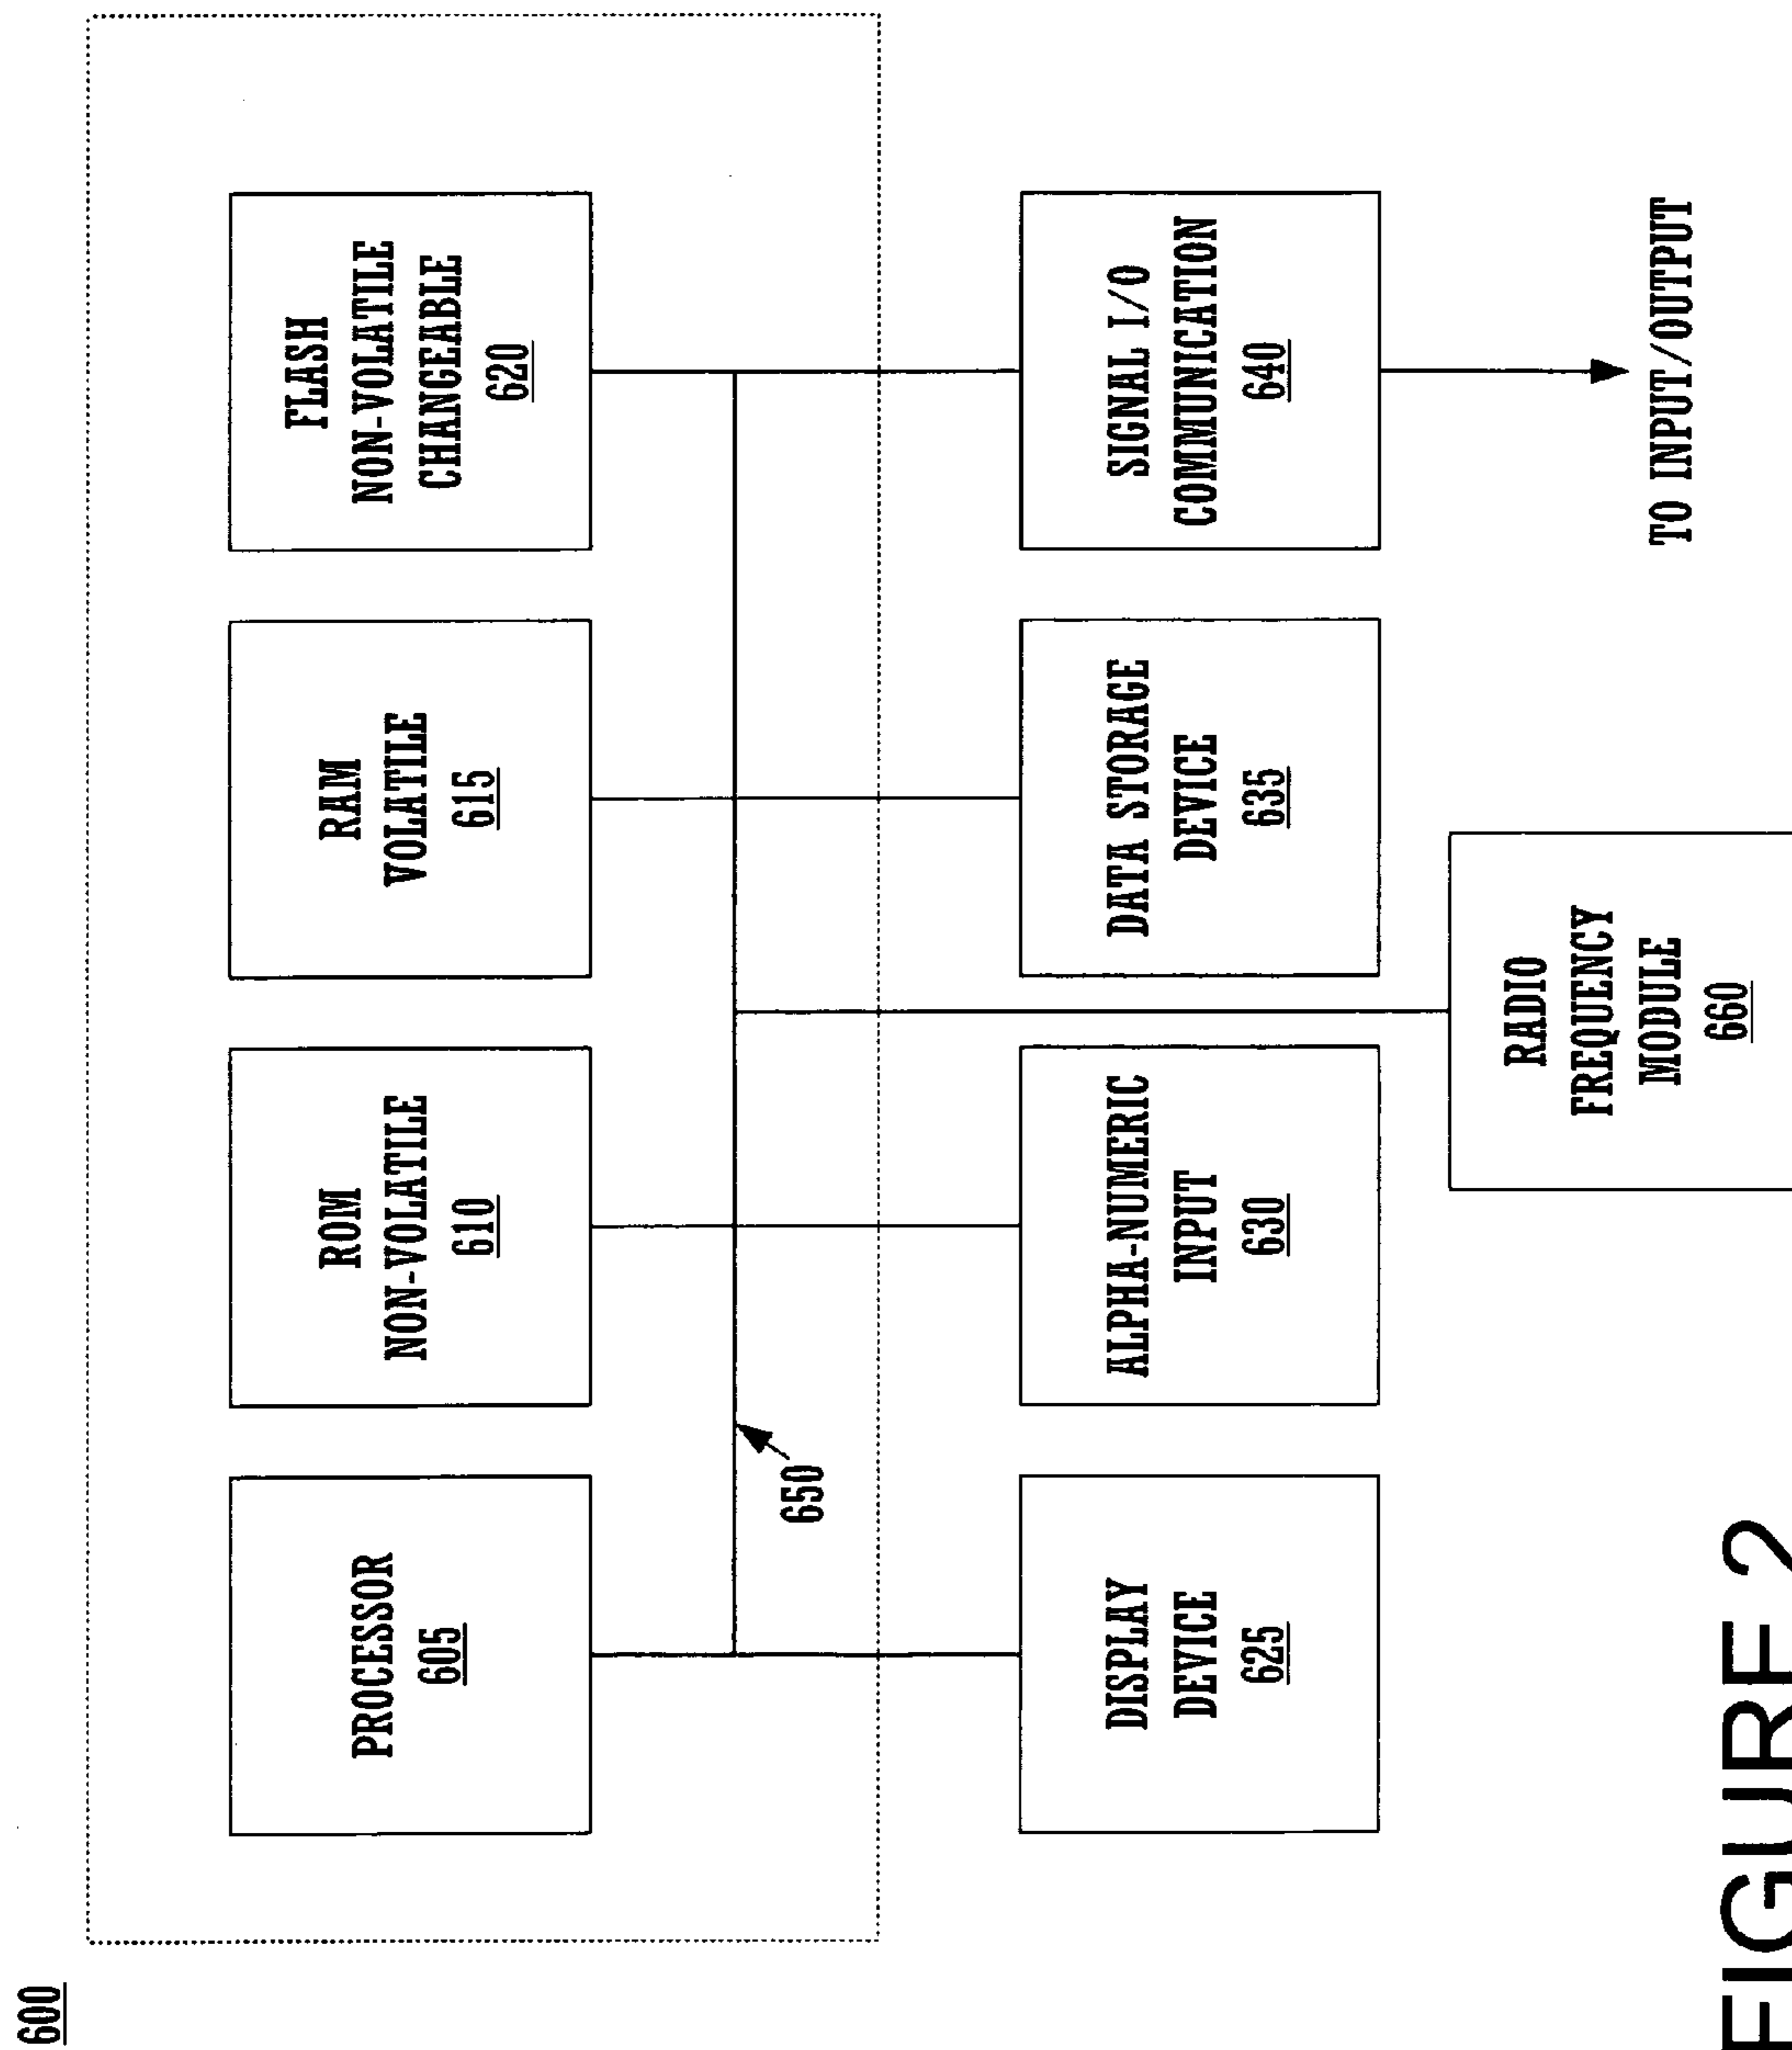 600
PROCESSOR
605
ROM
NON-VOLATILE
610
RAM
VOLATILE
615
FLASH
NON-VOLATILE
CHANGEABLE
620
650
DISPLAY
DEVICE
625
ALPHA-NUMERIC
INPUT
630
DATA STORAGE
DEVICE
635
SIGNAL I/O
COMMUNICATION
640
RADIO
FREQUENCY
MODULE
660
TO INPUT/OUTPUT
FIGURE 2